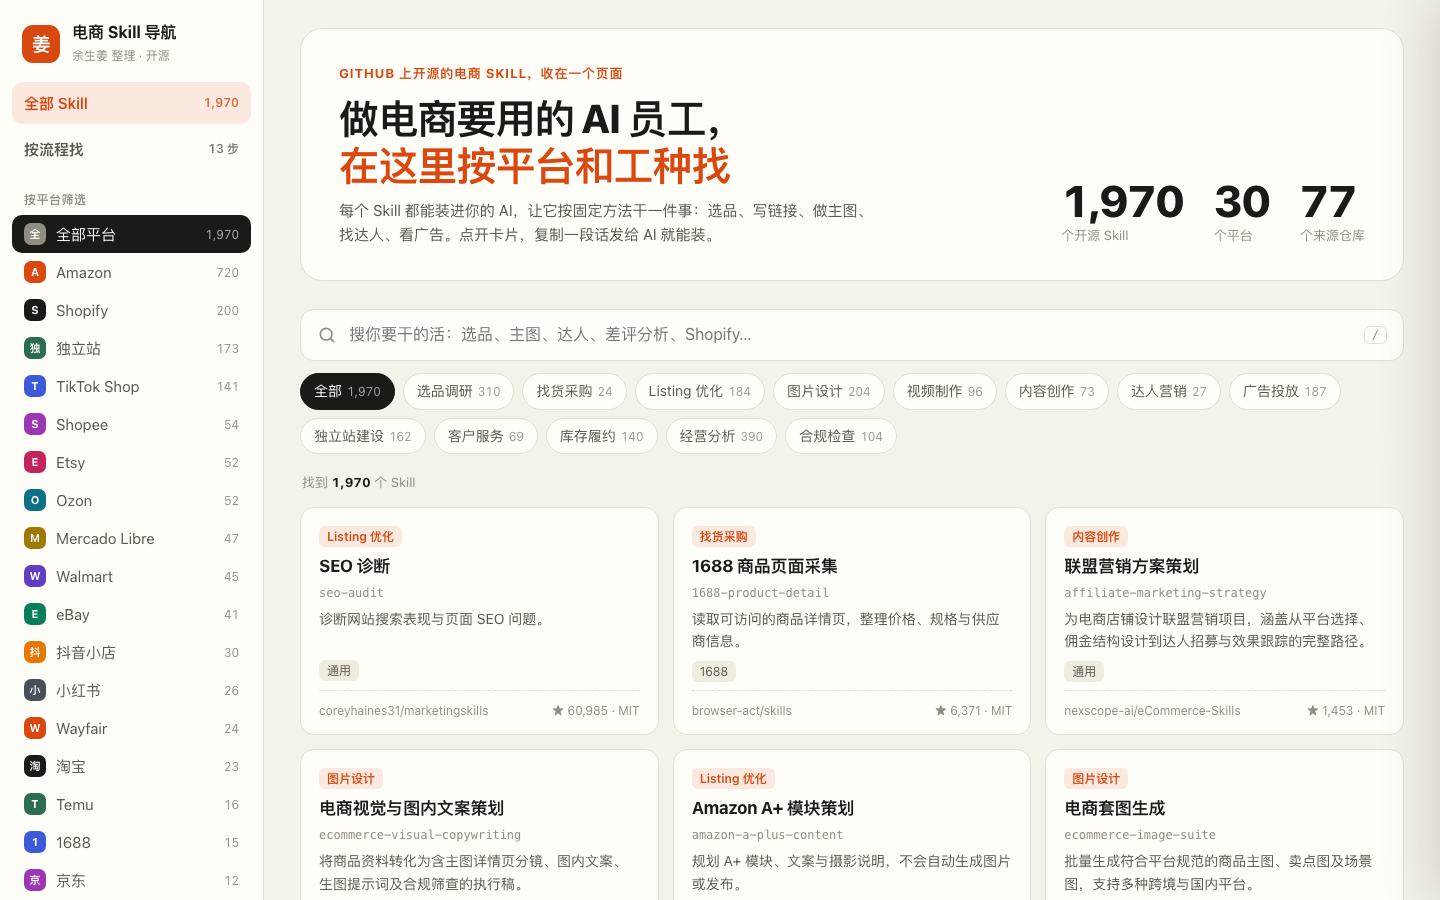 姜
电商 Skill 导航
余生姜 整理 · 开源
全部 Skill 1,970
按流程找 13 步
按平台筛选
全 全部平台 1,970
A Amazon 720
S Shopify 200
独 独立站 173
T TikTok Shop 141
S Shopee 54
E Etsy 52
O Ozon 52
M Mercado Libre 47
W Walmart 45
E eBay 41
抖 抖音小店 30
小 小红书 26
W Wayfair 24
淘 淘宝 23
T Temu 16
1 1688 15
京 京东 12
GITHUB 上开源的电商 SKILL，收在一个页面
做电商要用的 AI 员工，
在这里按平台和工种找
每个 Skill 都能装进你的 AI，让它按固定方法干一件事：选品、写链接、做主图、
找达人、看广告。点开卡片，复制一段话发给 AI 就能装。
1,970 30 77
个开源 Skill 个平台 个来源仓库
搜你要干的活：选品、主图、达人、差评分析、Shopify... /
全部 1,970 选品调研 310 找货采购 24 Listing 优化 184 图片设计 204 视频制作 96 内容创作 73 达人营销 27 广告投放 187
独立站建设 162 客户服务 69 库存履约 140 经营分析 390 合规检查 104
找到 1,970 个 Skill
Listing 优化
SEO 诊断
seo-audit
诊断网站搜索表现与页面 SEO 问题。
通用
coreyhaines31/marketingskills ★ 60,985 · MIT
找货采购
1688 商品页面采集
1688-product-detail
读取可访问的商品详情页，整理价格、规格与供应
商信息。
1688
browser-act/skills ★ 6,371 · MIT
内容创作
联盟营销方案策划
affiliate-marketing-strategy
为电商店铺设计联盟营销项目，涵盖从平台选择、
佣金结构设计到达人招募与效果跟踪的完整路径。
通用
nexscope-ai/eCommerce-Skills ★ 1,453 · MIT
图片设计
电商视觉与图内文案策划
ecommerce-visual-copywriting
将商品资料转化为含主图详情页分镜、图内文案、
生图提示词及合规筛查的执行稿。
Listing 优化
Amazon A+ 模块策划
amazon-a-plus-content
规划 A+ 模块、文案与摄影说明，不会自动生成图片
或发布。
图片设计
电商套图生成
ecommerce-image-suite
批量生成符合平台规范的商品主图、卖点图及场景
图，支持多种跨境与国内平台。